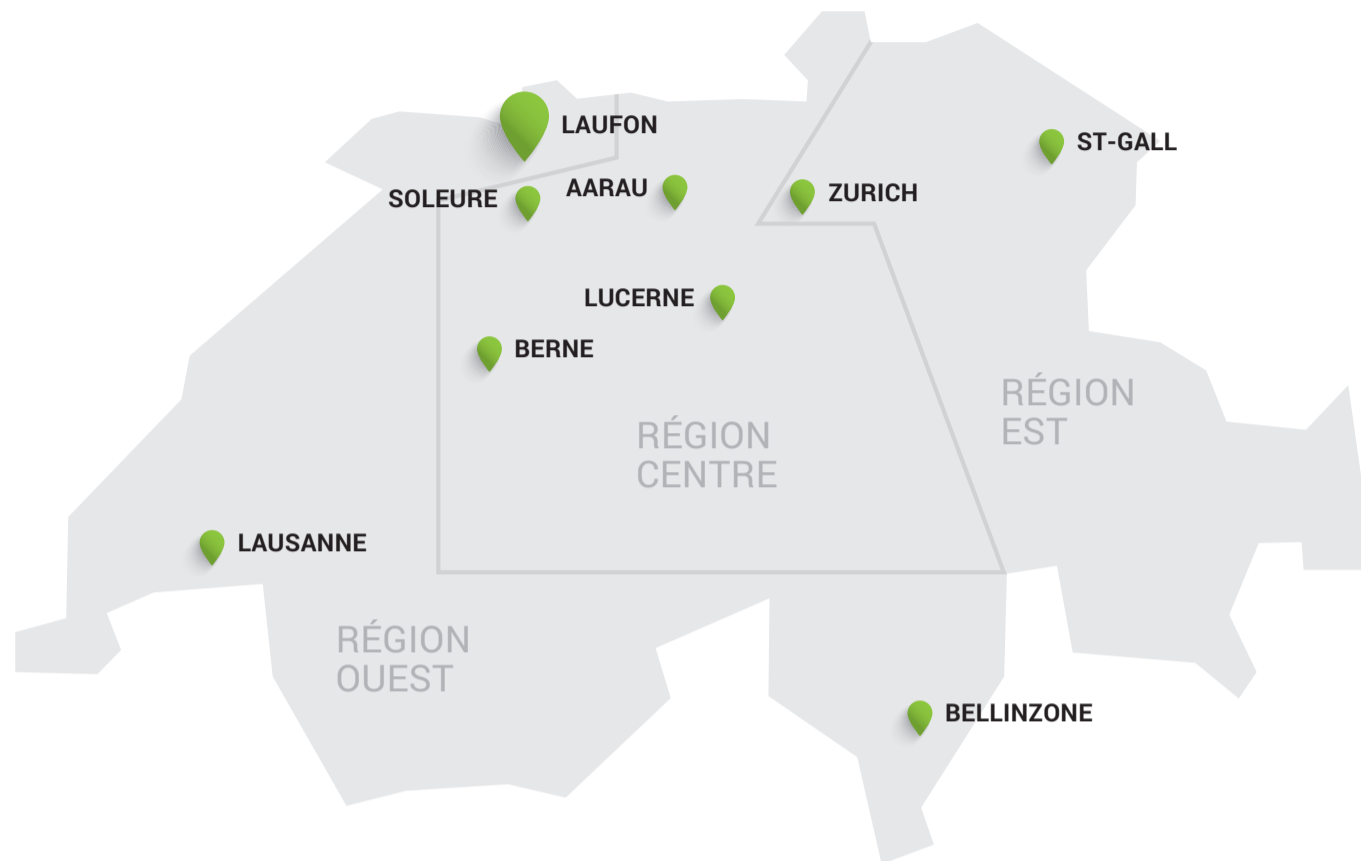 LAUFON
ST-GALL
SOLEURE
AARAU
ZURICH
LUCERNE
BERNE
RÉGION
EST
RÉGION
CENTRE
LAUSANNE
RÉGION
OUEST
BELLINZONE